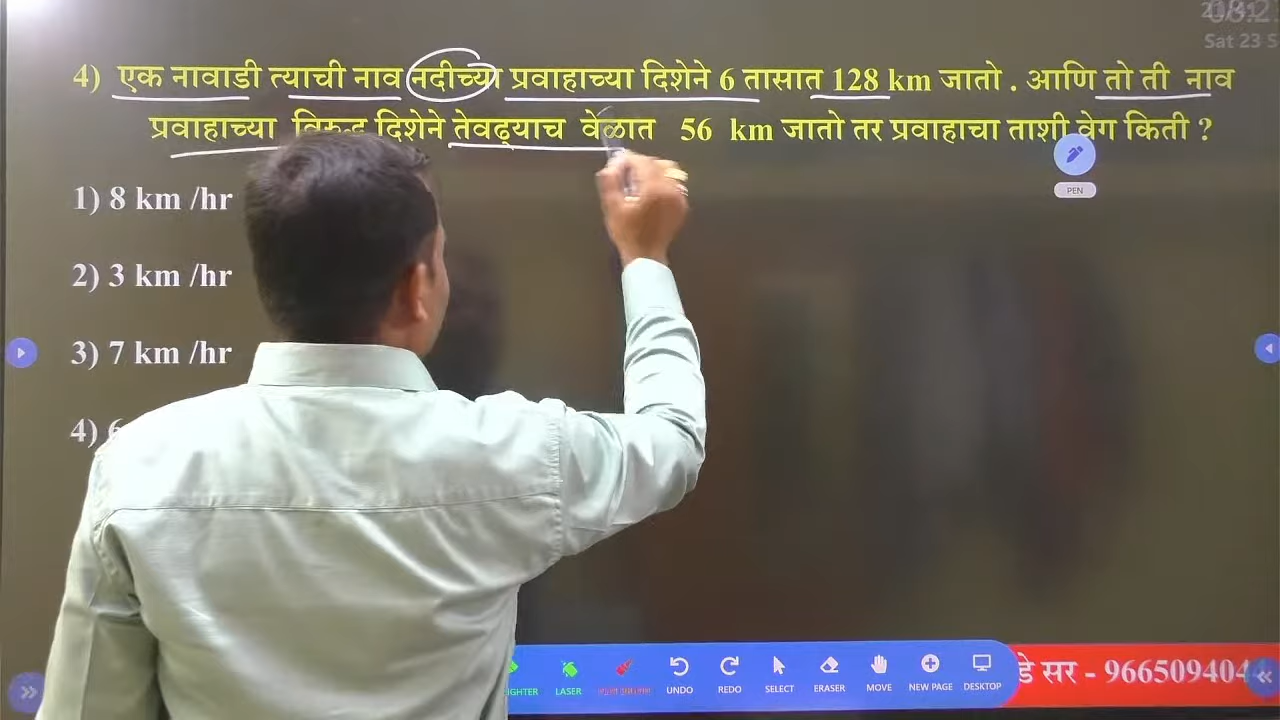 Sat 23 S
4) एक नावाडी त्याची नाव नदीच्या प्रवाहाच्या दिशेने 6 तासात 128 km जातो . आणि तो ती नाव
प्रवाहाच्या विरुद्ध दिशेने तेवढ्याच वेळात 56 km जातो तर प्रवाहाचा ताशी वेग किती ?
PEN
1) 8 km /hr
2) 3 km /hr
3) 7 km /hr
4) 6
LASER
UNDO
REDO
SELECT
ERASER
MOVE
NEW PAGE
DESKTOP
डे सर - 966509404